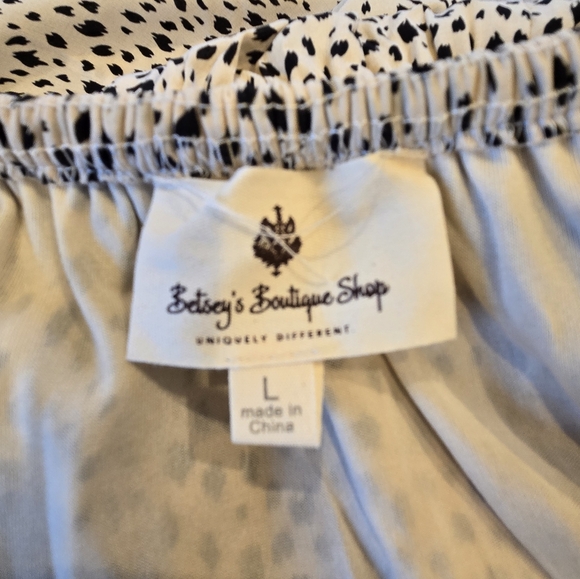 Betsey's Boutique Shop
UNIQUELY DIFFERENT.
L
made in
China